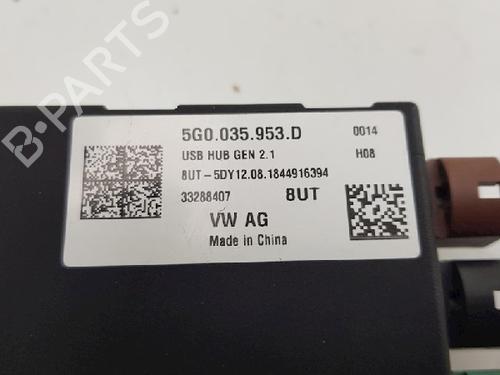 5G0.035.953.D 0014
USB HUB GEN 2.1 H08
8UT-5DY12.08.1844916394
33288407 8UT
VW AG
Made in China
B-PARTS